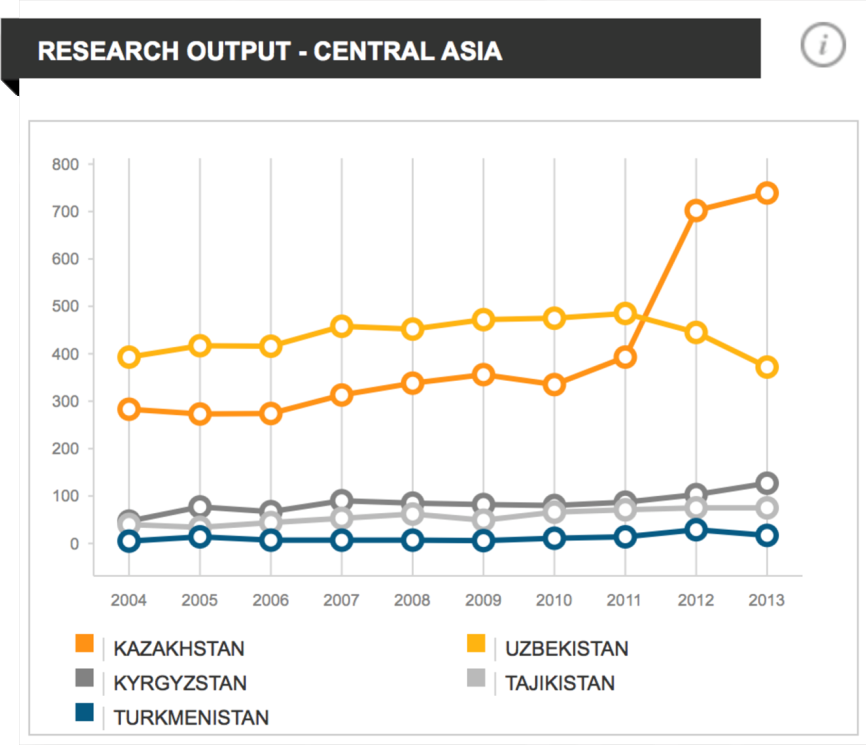 RESEARCH OUTPUT - CENTRAL ASIA
i
800
700
600
500
400
300
200
100
0
2004 2005 2006 2007 2008 2009 2010 2011 2012 2013
KAZAKHSTAN UZBEKISTAN
KYRGYZSTAN TAJIKISTAN
TURKMENISTAN